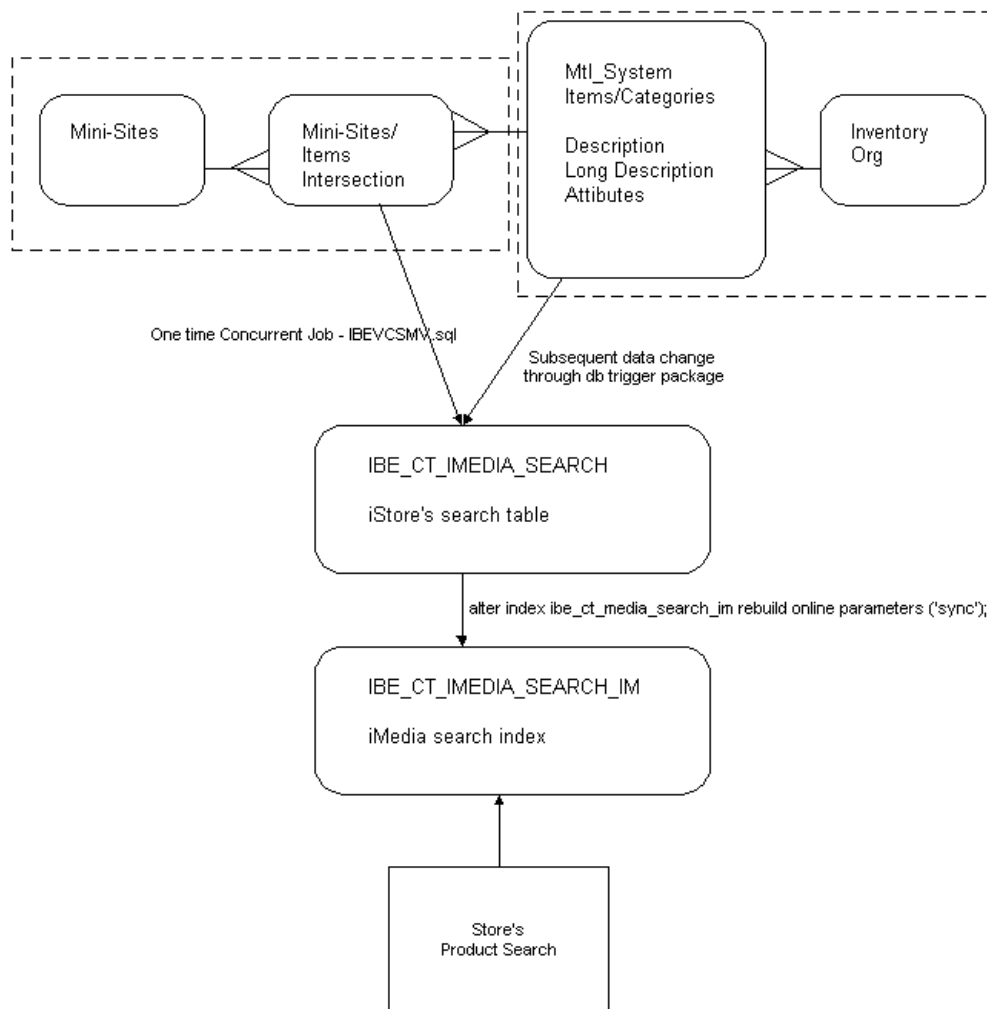 Mini-Sites
Mini-Sites/
Items
Intersection
Mtl_System
Items/Categories
Description
Long Description
Attibutes
Inventory
Org
One time Concurrent Job - IBEVCSMV.sql
Subsequent data change
through db trigger package
IBE_CT_IMEDIA_SEARCH
iStore's search table
alter index ibe_ct_media_search_im rebuild online parameters ('sync');
IBE_CT_IMEDIA_SEARCH_IM
iMedia search index
Store's
Product Search